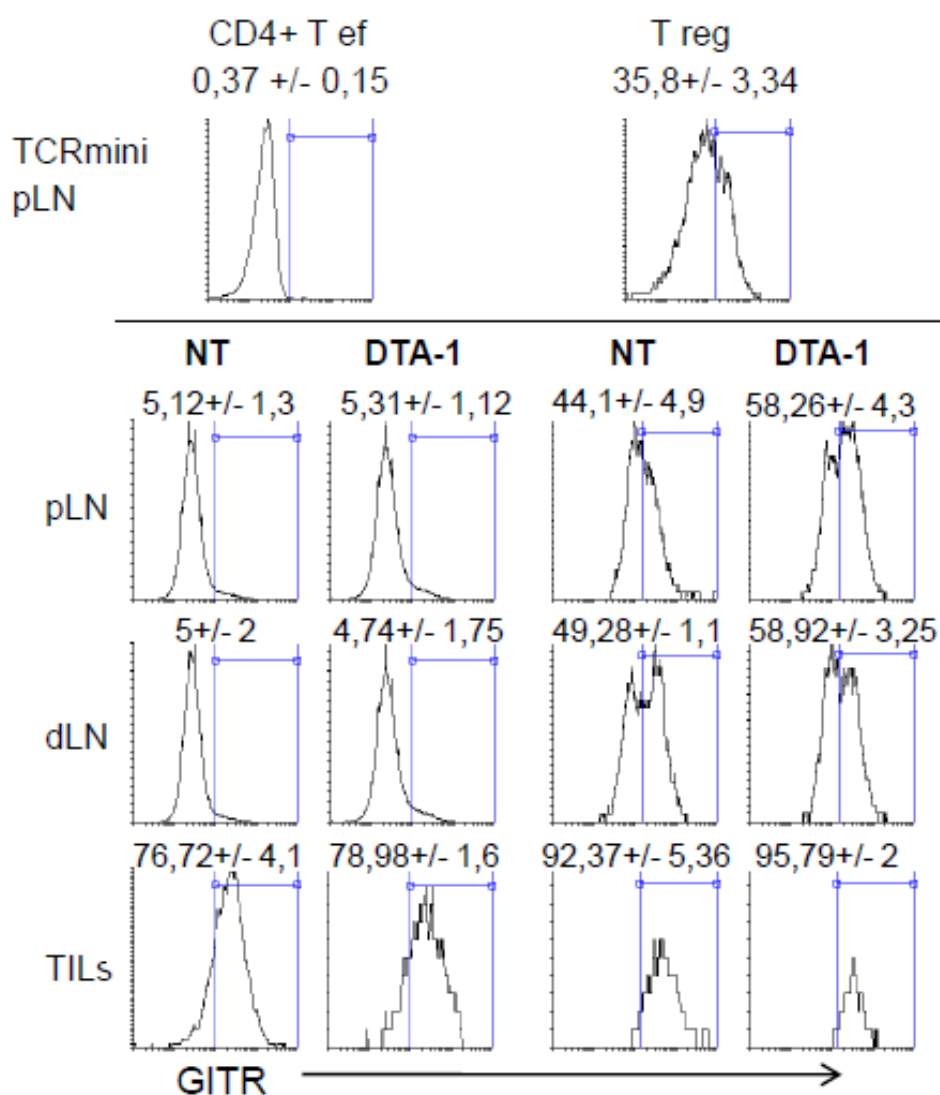 CD4+ T ef T reg
0,37 +/- 0,15 35,8+/- 3,34
TCRmini
pLN
NT DTA-1 NT DTA-1
5,12+/- 1,3 5,31+/- 1,12 44,1+/- 4,9 58,26+/- 4,3
pLN
5+/- 2 4,74+/- 1,75 49,28+/- 1,1 58,92+/- 3,25
dLN
76,72+/- 4,1 78,98+/- 1,6 92,37+/- 5,36 95,79+/- 2
TILs
GITR